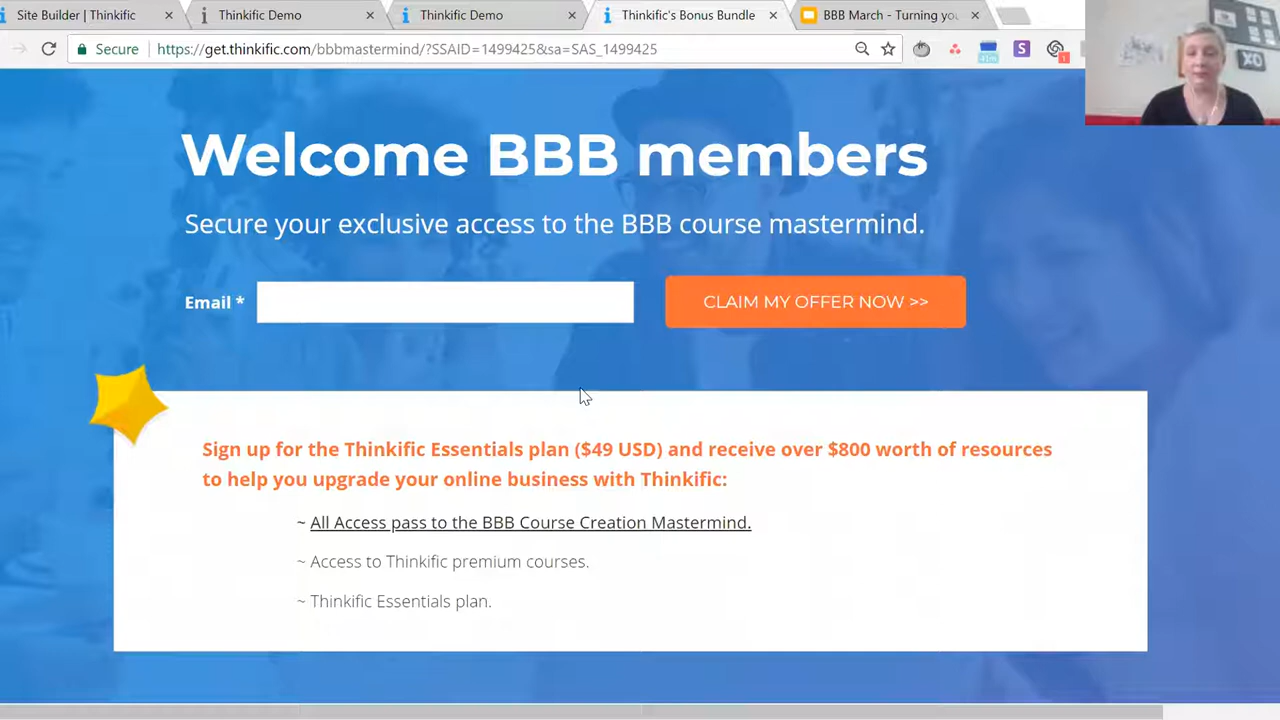 Site Builder | Thinkific
Thinkific Demo
Thinkific Demo
Thinkific's Bonus Bundle
BBB March - Turning you
Secure
https://get.thinkific.com/bbbmastermind/?SSAID=1499425&sa=SAS_1499425
S
1
XO
Welcome BBB members
Secure your exclusive access to the BBB course mastermind.
Email *
CLAIM MY OFFER NOW >>
Sign up for the Thinkific Essentials plan ($49 USD) and receive over $800 worth of resources
to help you upgrade your online business with Thinkific:
~ All Access pass to the BBB Course Creation Mastermind.
~ Access to Thinkific premium courses.
~ Thinkific Essentials plan.